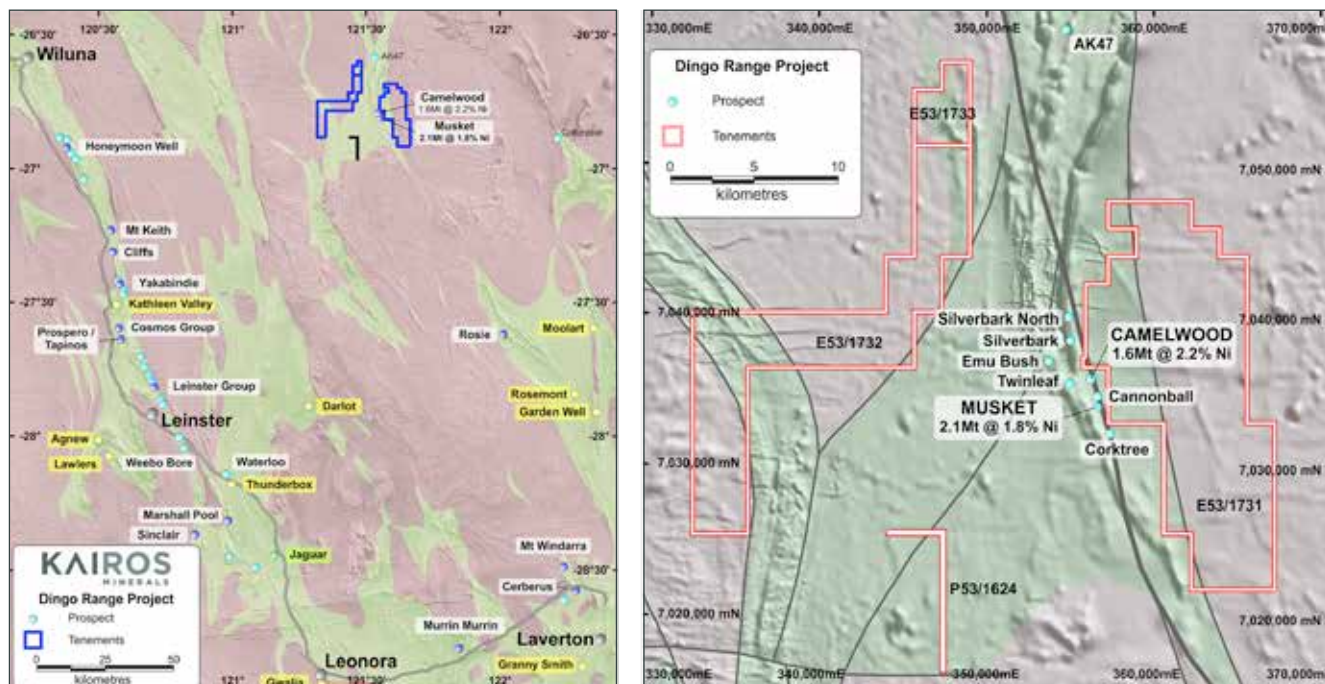 120°30'
121°
121°30'
122°
122°30'
-26°30'
-26°30'
Wiluna
AK47
Camelwood
1.6Mt @ 2.2% Ni
Musket
2.1Mt @ 1.8% Ni
Honeymoon Well
-27°
-27°
Mt Keith
Cliffs
Yakabindie
Kathleen Valley
-27°30'
-27°30'
Cosmos Group
Prospero /
Tapinos
Rosie
Moolart
Leinster Group
Leinster
Darlot
Rosemont
Garden Well
Agnew
-28°
-28°
Lawlers
Weebo Bore
Waterloo
Thunderbox
Marshall Pool
Sinclair
Jaguar
Mt Windarra
-28°30'
Cerberus
Murrin Murrin
Laverton
Leonora
Granny Smith
Gwalia
121°
121°30'
122°
KAIROS
MINERALS
Dingo Range Project
Prospect
Tenements
0 25 50
kilometres
330,000mE
340,000mE
350,000mE
360,000mE
370,000mE
AK47
Dingo Range Project
Prospect
Tenements
0 5 10
kilometres
E53/1733
7,050,000 mN
7,040,000 mN
7,040,000 mN
Silverbark North
Silverbark
Emu Bush
Twinleaf
E53/1732
CAMELWOOD
1.6Mt @ 2.2% Ni
Cannonball
MUSKET
2.1Mt @ 1.8% Ni
Corktree
7,030,000 mN
7,030,000 mN
E53/1731
P53/1624
7,020,000 mN
7,020,000 mN
330,000mE
340,000mE
350,000mE
360,000mE
370,000mE